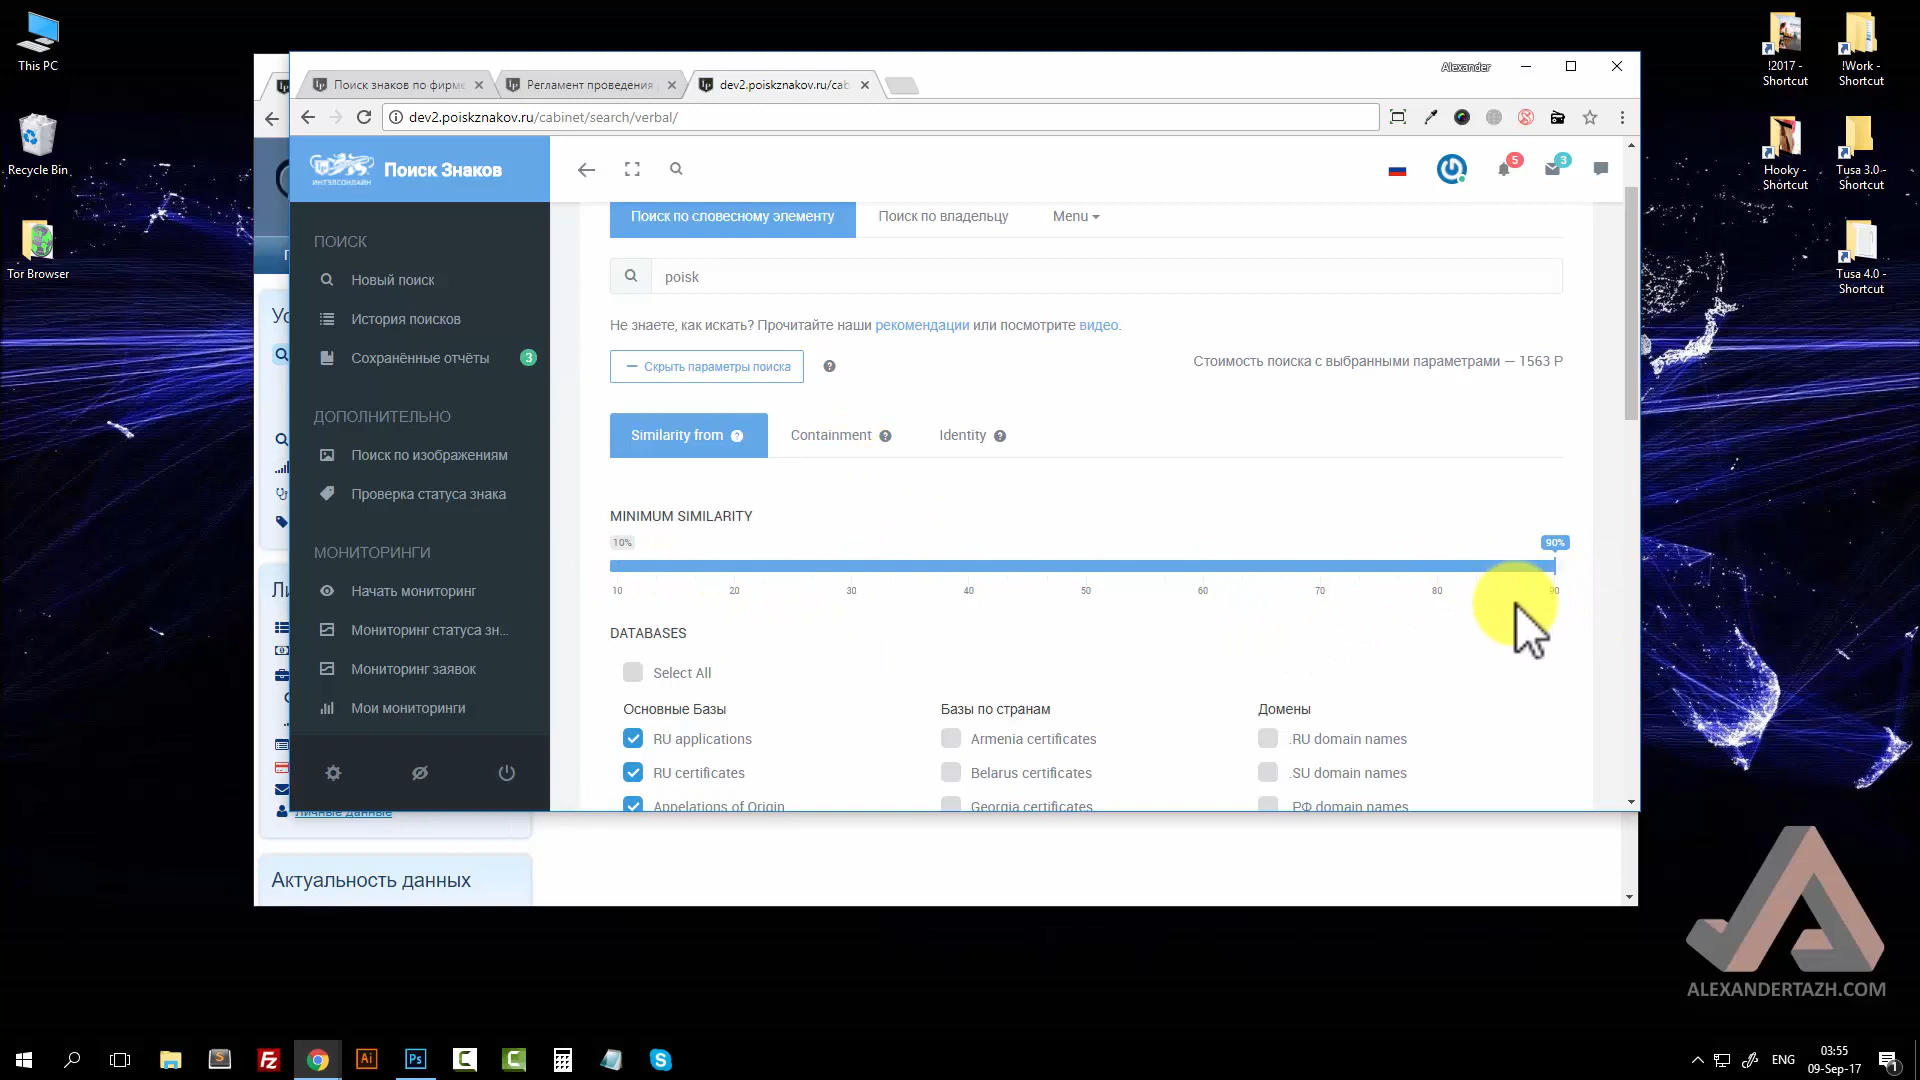 This PC
Recycle Bin
Tor Browser
!2017 -
Shortcut
!Work -
Shortcut
Hooky -
Shortcut
Tusa 3.0 -
Shortcut
Tusa 4.0 -
Shortcut
Alexander
Поиск знаков по фирме
Регламент проведения
dev2.poiskznakov.ru/cab
dev2.poiskznakov.ru/cabinet/search/verbal/
ИНТЭЛСОНЛАЙН
Поиск Знаков
5
3
ПОИСК
Новый поиск
История поисков
Сохранённые отчёты
3
ДОПОЛНИТЕЛЬНО
Поиск по изображениям
Проверка статуса знака
МОНИТОРИНГИ
Начать мониторинг
Мониторинг статуса зн...
Мониторинг заявок
Мои мониторинги
Поиск по словесному элементу
Поиск по владельцу
Menu
poisk
Не знаете, как искать? Прочитайте наши рекомендации или посмотрите видео.
Скрыть параметры поиска
Стоимость поиска с выбранными параметрами — 1563 Р
Similarity from
Containment
Identity
MINIMUM SIMILARITY
10%
90%
10 20 30 40 50 60 70 80 90
DATABASES
Select All
Основные Базы
RU applications
RU certificates
Appelations of Origin
Базы по странам
Armenia certificates
Belarus certificates
Georgia certificates
Домены
.RU domain names
.SU domain names
.РФ domain names
Личные данные
Актуальность данных
ALEXANDERTAZH.COM
ENG
03:55
09-Sep-17
1